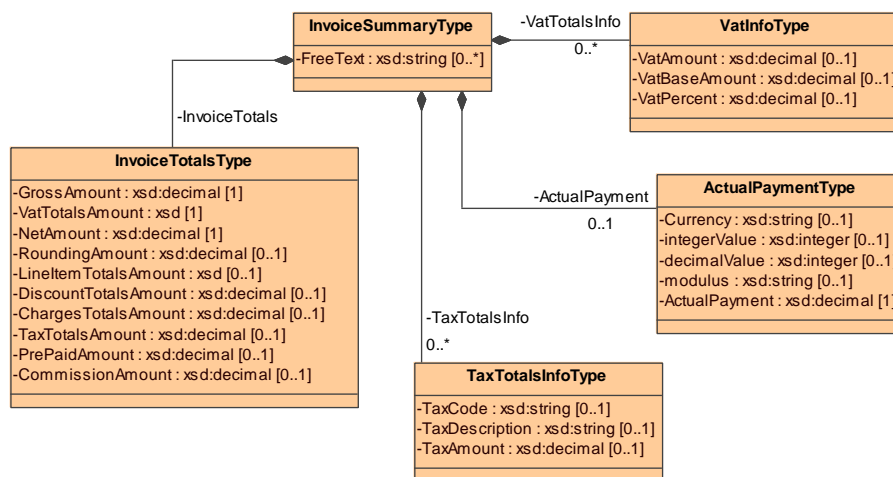 InvoiceSummaryType
-FreeText : xsd:string [0..*]
-VatTotalsInfo
0..*
VatInfoType
-VatAmount : xsd:decimal [0..1]
-VatBaseAmount : xsd:decimal [0..1]
-VatPercent : xsd:decimal [0..1]
-InvoiceTotals
InvoiceTotalsType
-GrossAmount : xsd:decimal [1]
-VatTotalsAmount : xsd [1]
-NetAmount : xsd:decimal [1]
-RoundingAmount : xsd:decimal [0..1]
-LineItemTotalsAmount : xsd [0..1]
-DiscountTotalsAmount : xsd:decimal [0..1]
-ChargesTotalsAmount : xsd:decimal [0..1]
-TaxTotalsAmount : xsd:decimal [0..1]
-PrePaidAmount : xsd:decimal [0..1]
-CommissionAmount : xsd:decimal [0..1]
-ActualPayment
0..1
ActualPaymentType
-Currency : xsd:string [0..1]
-integerValue : xsd:integer [0..1]
-decimalValue : xsd:integer [0..1]
-modulus : xsd:string [0..1]
-ActualPayment : xsd:decimal [1]
-TaxTotalsInfo
0..*
TaxTotalsInfoType
-TaxCode : xsd:string [0..1]
-TaxDescription : xsd:string [0..1]
-TaxAmount : xsd:decimal [0..1]